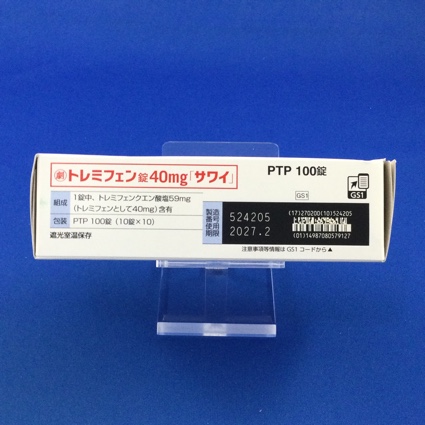 劇 トレミフェン錠40mg「サワイ」
PTP 100錠
GS1
GS1
組成
1錠中、トレミフェンクエン酸塩59mg
(トレミフェンとして40mg)含有
包装 PTP 100錠(10錠×10)
遮光室温保存
製造番号 524205
使用期限 2027.2
(17)270200(10)524205
(01)14987080579127
注意事項等情報は GS1 コードから▲